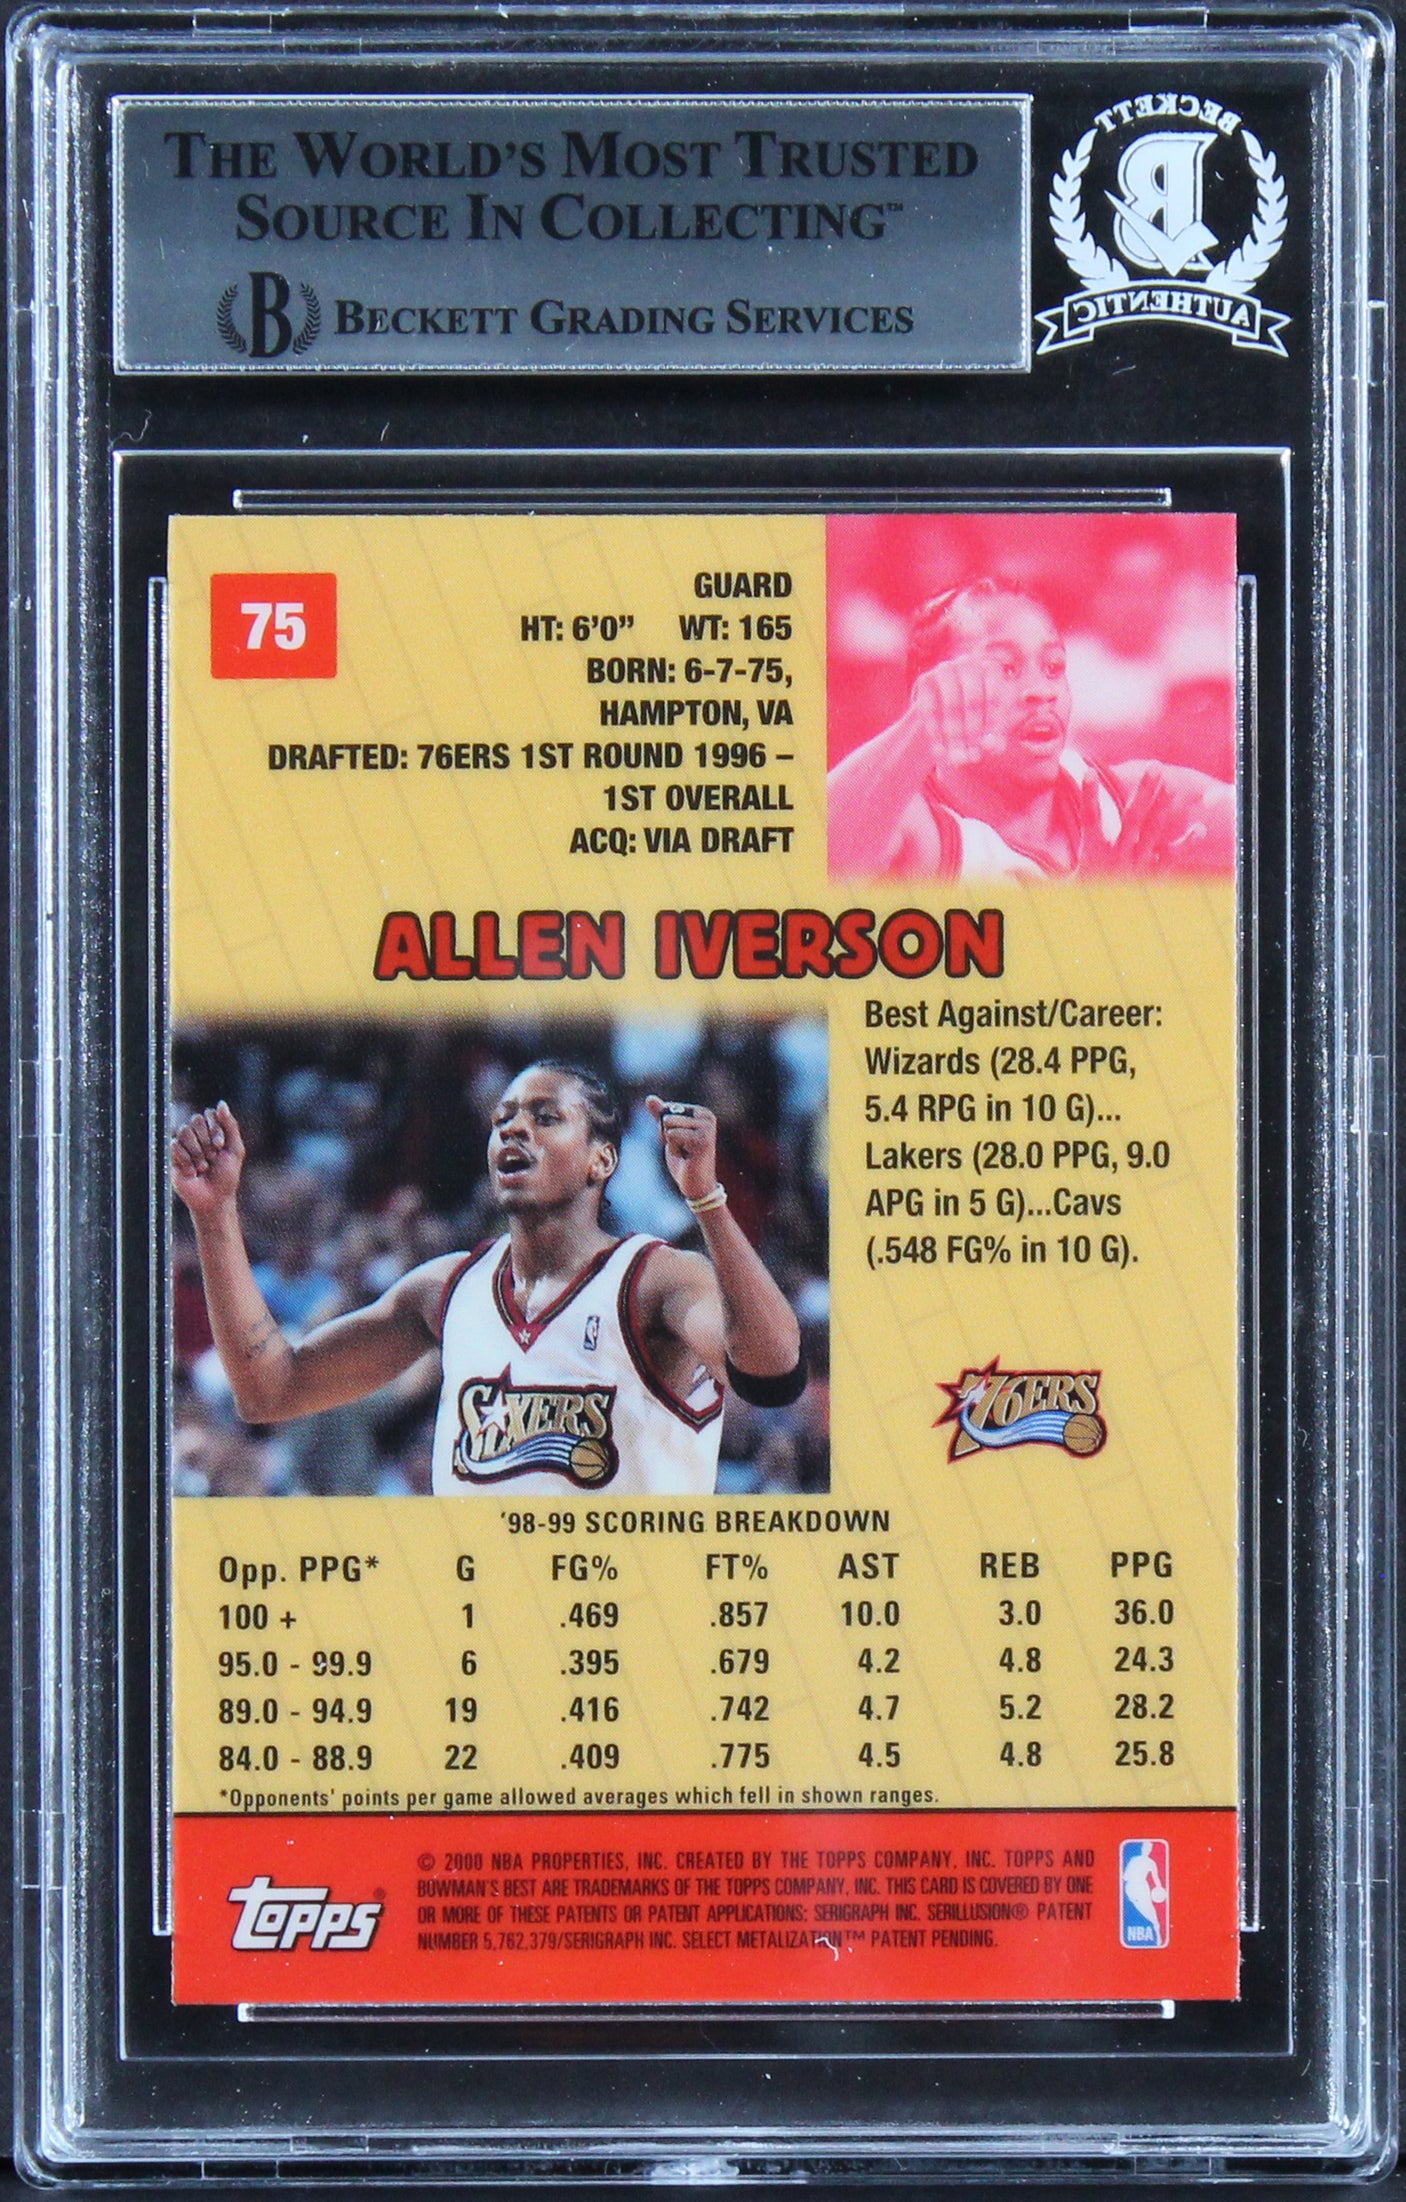 THE WORLD'S MOST TRUSTED
SOURCE IN COLLECTING™
B BECKETT GRADING SERVICES
BECKETT
B
AUTHENTIC
75
GUARD
HT: 6'0” WT: 165
BORN: 6-7-75,
HAMPTON, VA
DRAFTED: 76ERS 1ST ROUND 1996 –
1ST OVERALL
ACQ: VIA DRAFT
ALLEN IVERSON
Best Against/Career:
Wizards (28.4 PPG,
5.4 RPG in 10 G)...
Lakers (28.0 PPG, 9.0
APG in 5 G)...Cavs
(.548 FG% in 10 G).
SIXERS
76ERS
'98-99 SCORING BREAKDOWN
Opp. PPG* G FG% FT% AST REB PPG
100 + 1 .469 .857 10.0 3.0 36.0
95.0 - 99.9 6 .395 .679 4.2 4.8 24.3
89.0 - 94.9 19 .416 .742 4.7 5.2 28.2
84.0 - 88.9 22 .409 .775 4.5 4.8 25.8
*Opponents' points per game allowed averages which fell in shown ranges.
topps®
© 2000 NBA PROPERTIES, INC. CREATED BY THE TOPPS COMPANY, INC. TOPPS AND
BOWMAN'S BEST ARE TRADEMARKS OF THE TOPPS COMPANY, INC. THIS CARD IS COVERED BY ONE
OR MORE OF THESE PATENTS OR PATENT APPLICATIONS: SERIGRAPH INC. SERILLUSION® PATENT
NUMBER 5,762,379/SERIGRAPH INC. SELECT METALIZATION™ PATENT PENDING.
NBA